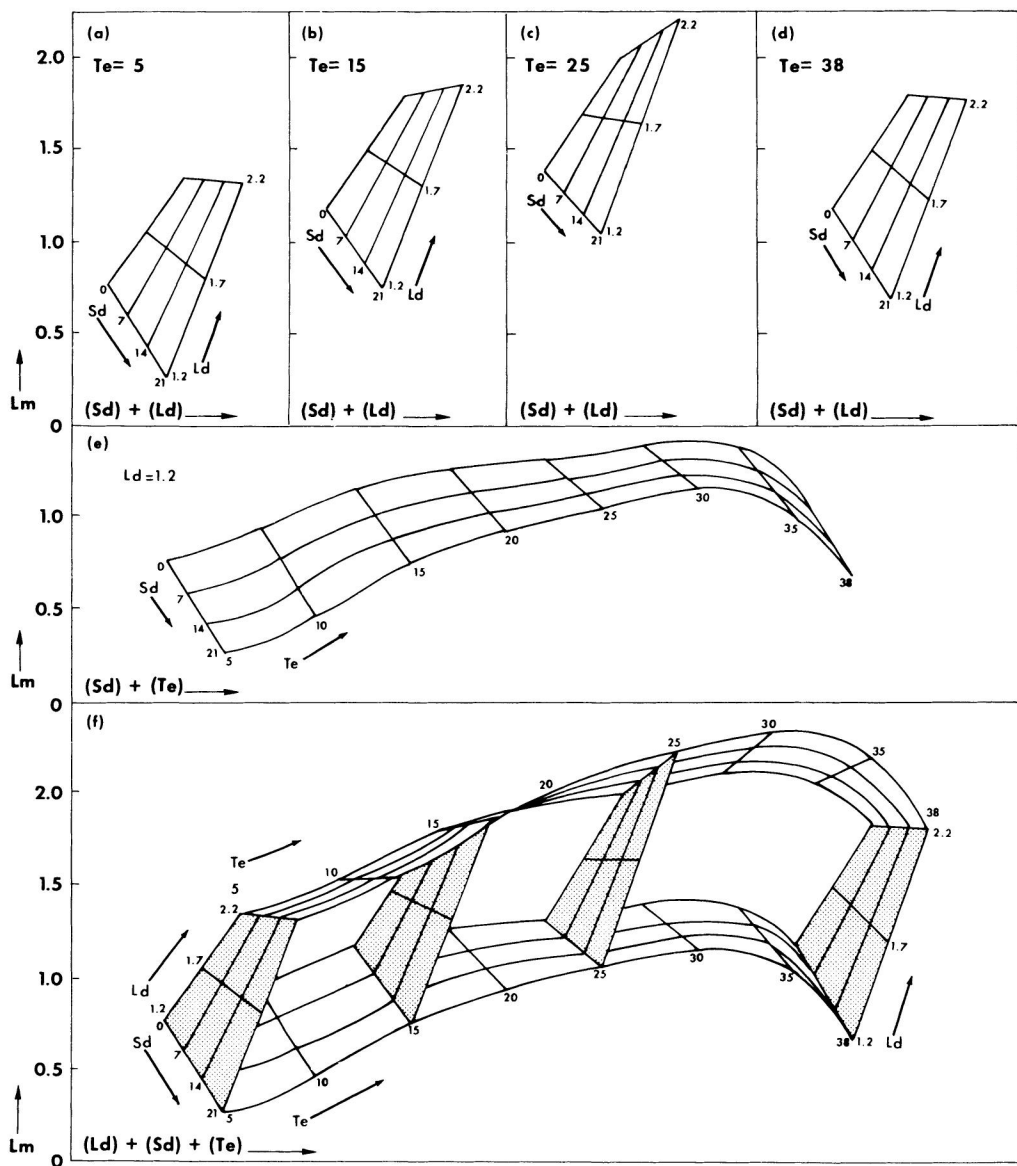 (a)
Te= 5
(b)
Te= 15
(c)
Te= 25
(d)
Te= 38
2.0
1.5
1.0
0.5
0
Lm
0
7
14
21
1.2
1.7
2.2
Sd
Ld
(Sd) + (Ld)
0
7
14
21
1.2
1.7
2.2
Sd
Ld
(Sd) + (Ld)
0
7
14
21
1.2
1.7
2.2
Sd
(Sd) + (Ld)
0
7
14
21
1.2
1.7
2.2
Sd
Ld
(Sd) + (Ld)
(e)
Ld=1.2
1.0
0.5
0
Lm
0
7
14
21
Sd
5
10
15
20
25
30
35
38
Te
(Sd) + (Te)
(f)
2.0
1.5
1.0
0.5
0
Lm
Te
5
10
15
20
25
30
35
38
2.2
2.2
1.7
1.2
Ld
0
7
14
21
Sd
5
10
15
20
25
30
35
38
1.2
1.7
Ld
Te
(Ld) + (Sd) + (Te)